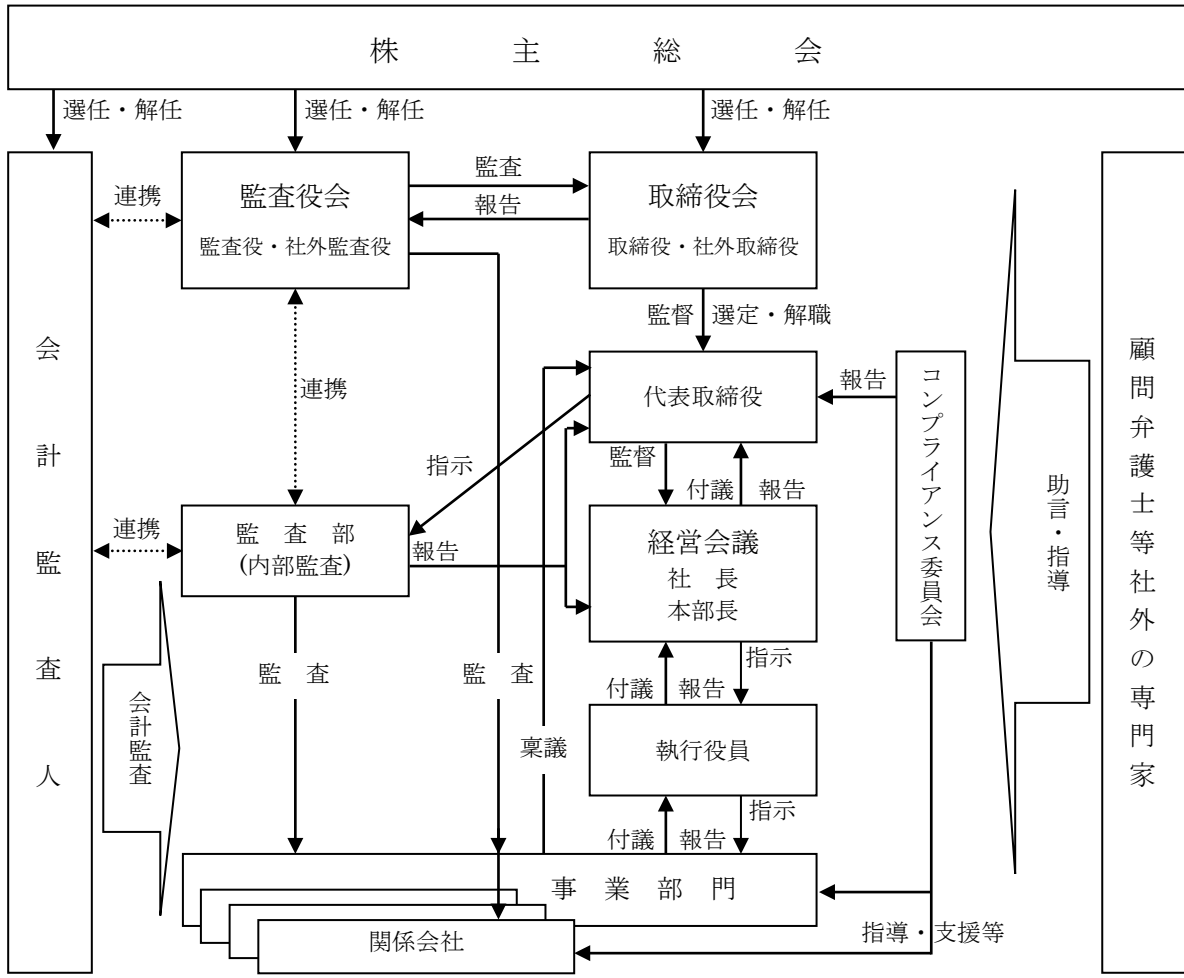 株主総会
選任・解任
選任・解任
選任・解任
会計監査人
連携
監査役会
監査役・社外監査役
監査
報告
取締役会
取締役・社外取締役
監督
選定・解職
連携
代表取締役
報告
コンプライアンス委員会
指示
監督
付議
報告
連携
監査部
(内部監査)
報告
経営会議
社長
本部長
助言・指導
顧問弁護士等社外の専門家
会計監査
監査
監査
稟議
付議
報告
指示
執行役員
付議
報告
指示
事業部門
関係会社
指導・支援等